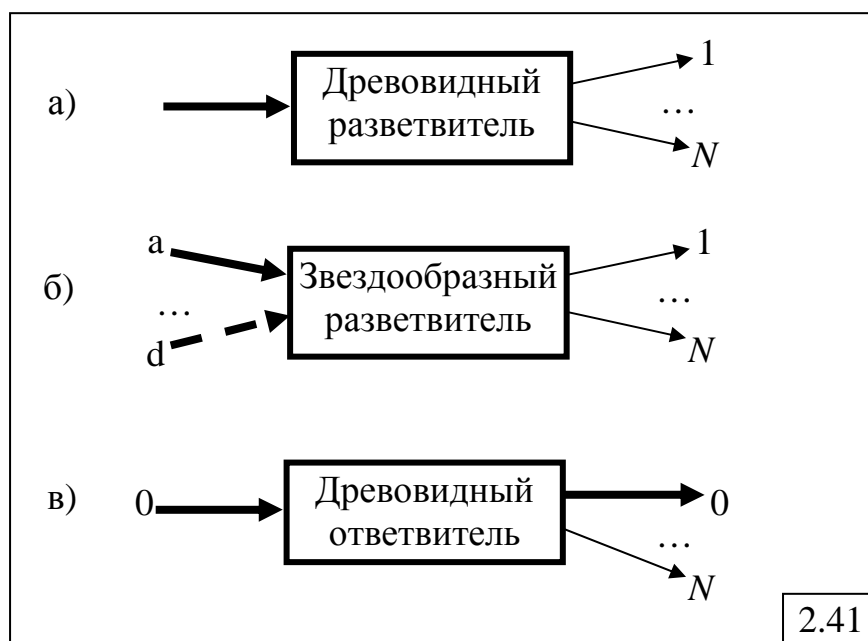 а)
Древовидный
разветвитель
1
…
N
б)
a
…
d
Звездообразный
разветвитель
1
…
N
в)
0
Древовидный
ответвитель
0
…
N
2.41